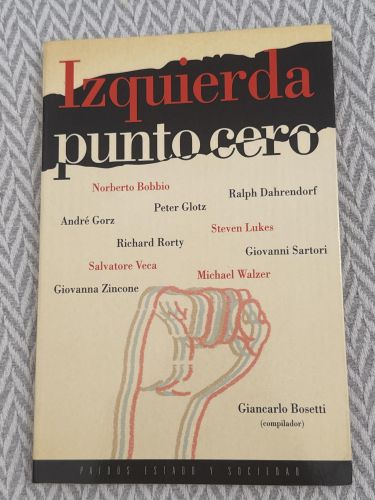 Izquierda
punto cero
Norberto Bobbio
Ralph Dahrendorf
Peter Glotz
André Gorz
Steven Lukes
Richard Rorty
Giovanni Sartori
Salvatore Veca
Michael Walzer
Giovanna Zincone
Giancarlo Bosetti
(compilador)
PAIDÓS ESTADO Y SOCIEDAD